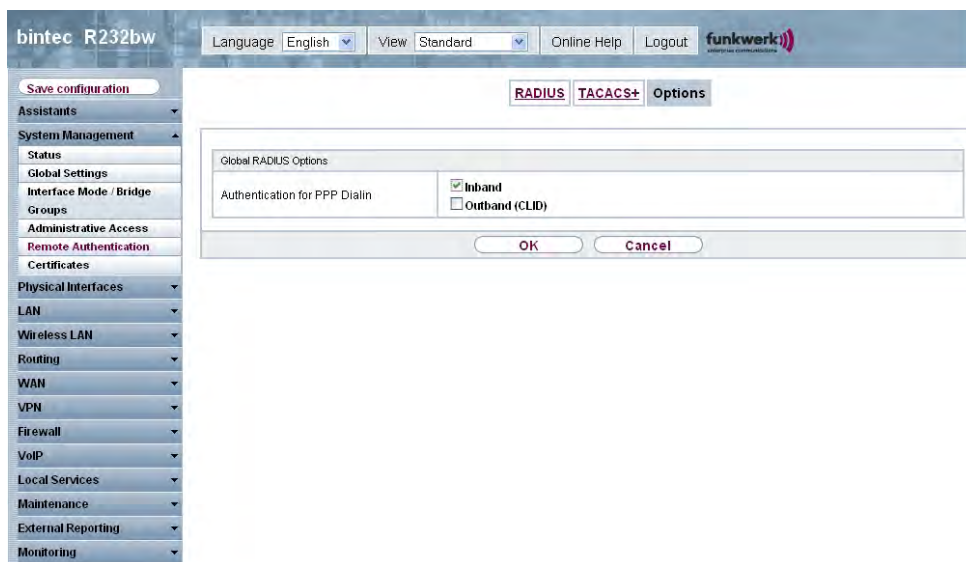 bintec R232bw
Language English View Standard Online Help Logout funkwerk
Save configuration
RADIUS TACACS+ Options
Assistants
System Management
Status
Global Settings
Interface Mode / Bridge
Groups
Administrative Access
Remote Authentication
Certificates
Physical Interfaces
LAN
Wireless LAN
Routing
WAN
VPN
Firewall
VoIP
Local Services
Maintenance
External Reporting
Monitoring
Global RADIUS Options
Authentication for PPP Dialin
Inband
Outband (CLID)
OK Cancel